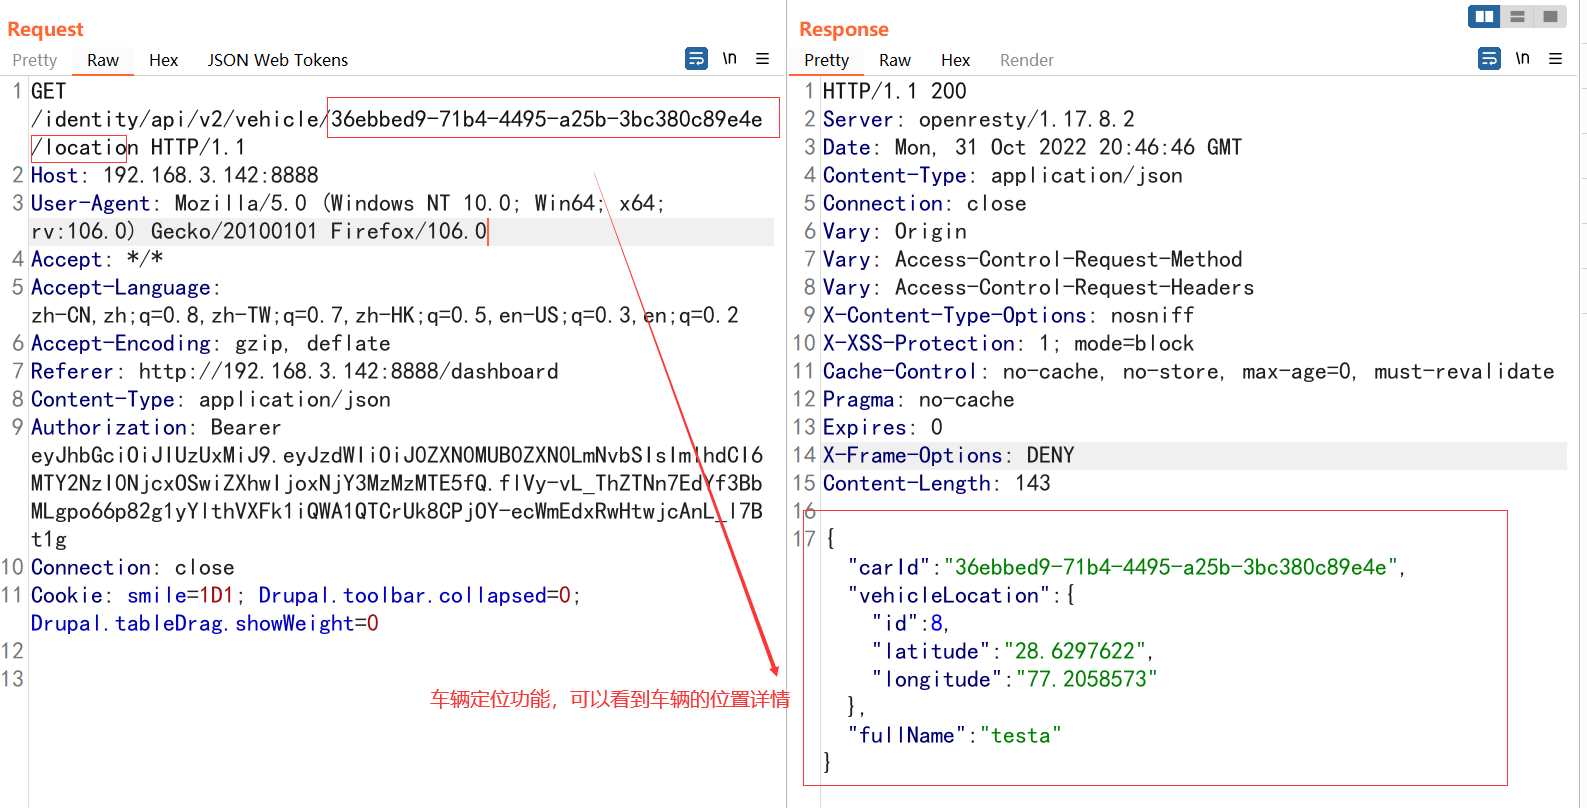 Request
Pretty Raw Hex JSON Web Tokens \n
1 GET
/identity/api/v2/vehicle/36ebbed9-71b4-4495-a25b-3bc380c89e4e
/location HTTP/1.1
2 Host: 192.168.3.142:8888
3 User-Agent: Mozilla/5.0 (Windows NT 10.0; Win64; x64;
rv:106.0) Gecko/20100101 Firefox/106.0
4 Accept: */*
5 Accept-Language:
zh-CN,zh;q=0.8,zh-TW;q=0.7,zh-HK;q=0.5,en-US;q=0.3,en;q=0.2
6 Accept-Encoding: gzip, deflate
7 Referer: http://192.168.3.142:8888/dashboard
8 Content-Type: application/json
9 Authorization: Bearer
eyJhbGciOiJIUzUxMiJ9.eyJzdWIiOiJ0ZXN0MUB0ZXN0LmNvbSIsImlhdCI6
MTY2NzI0NjcxOSwiZXhwIjoxNjY3MzMzMTE5fQ.flVy-vL_ThZTNn7EdYf3Bb
MLgpo66p82g1yYlthVXFk1iQWA1QTCrUk8CPjOY-ecWmEdxRwHtwjcAnL_l7B
t1g
10 Connection: close
11 Cookie: smile=1D1; Drupal.toolbar.collapsed=0;
Drupal.tableDrag.showWeight=0
12
13
车辆定位功能，可以看到车辆的位置详情
Response
Pretty Raw Hex Render \n
1 HTTP/1.1 200
2 Server: openresty/1.17.8.2
3 Date: Mon, 31 Oct 2022 20:46:46 GMT
4 Content-Type: application/json
5 Connection: close
6 Vary: Origin
7 Vary: Access-Control-Request-Method
8 Vary: Access-Control-Request-Headers
9 X-Content-Type-Options: nosniff
10 X-XSS-Protection: 1; mode=block
11 Cache-Control: no-cache, no-store, max-age=0, must-revalidate
12 Pragma: no-cache
13 Expires: 0
14 X-Frame-Options: DENY
15 Content-Length: 143
16
17 {
"carId":"36ebbed9-71b4-4495-a25b-3bc380c89e4e",
"vehicleLocation":{
"id":8,
"latitude":"28.6297622",
"longitude":"77.2058573"
},
"fullName":"testa"
}